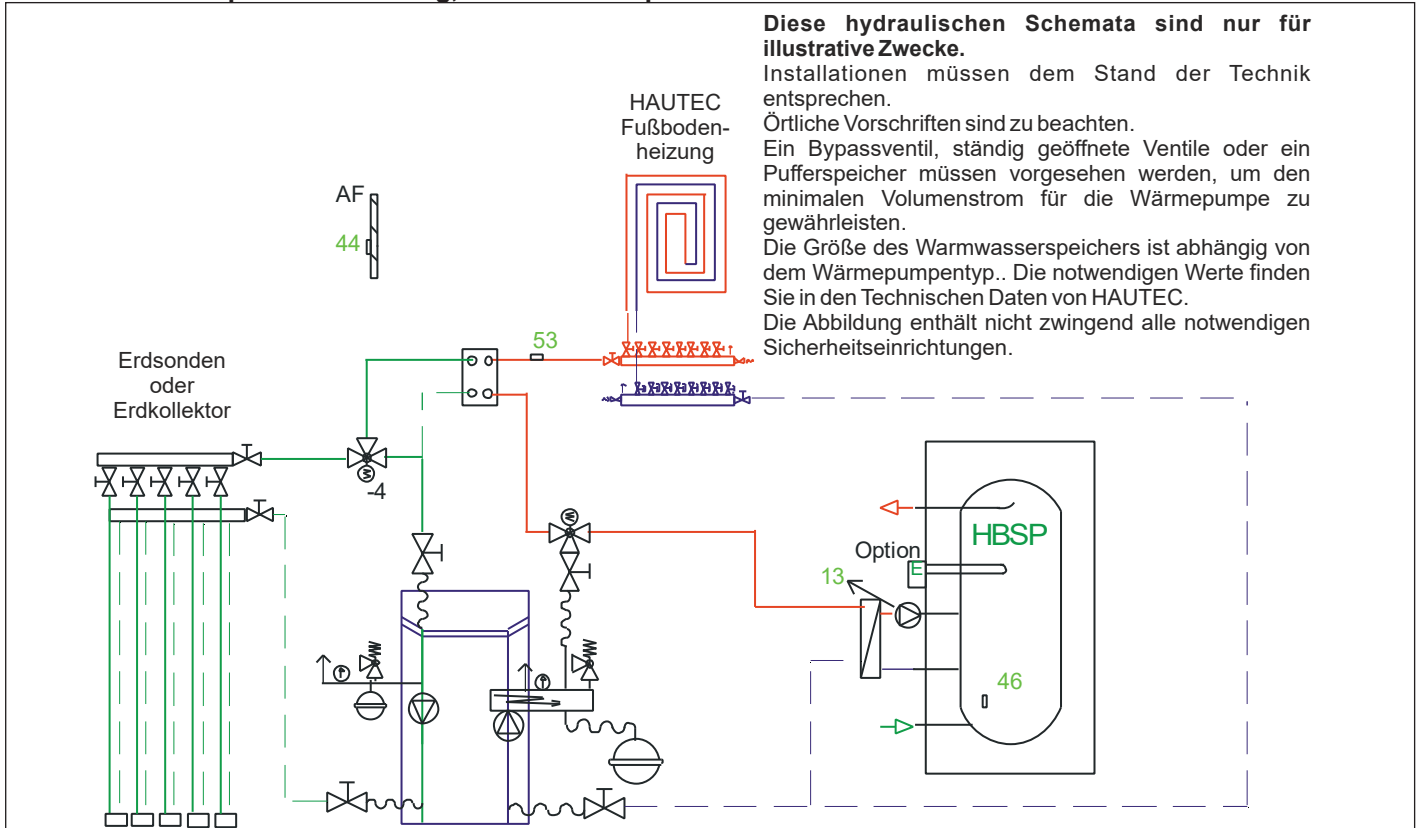 Diese hydraulischen Schemata sind nur für
illustrative Zwecke.
Installationen müssen dem Stand der Technik
entsprechen.
Örtliche Vorschriften sind zu beachten.
Ein Bypassventil, ständig geöffnete Ventile oder ein
Pufferspeicher müssen vorgesehen werden, um den
minimalen Volumenstrom für die Wärmepumpe zu
gewährleisten.
Die Größe des Warmwasserspeichers ist abhängig von
dem Wärmepumpentyp.. Die notwendigen Werte finden
Sie in den Technischen Daten von HAUTEC.
Die Abbildung enthält nicht zwingend alle notwendigen
Sicherheitseinrichtungen.
HAUTEC
Fußboden-
heizung
AF
44
53
Erdsonden
oder
Erdkollektor
M
-4
M
HBSP
Option
E
13
46